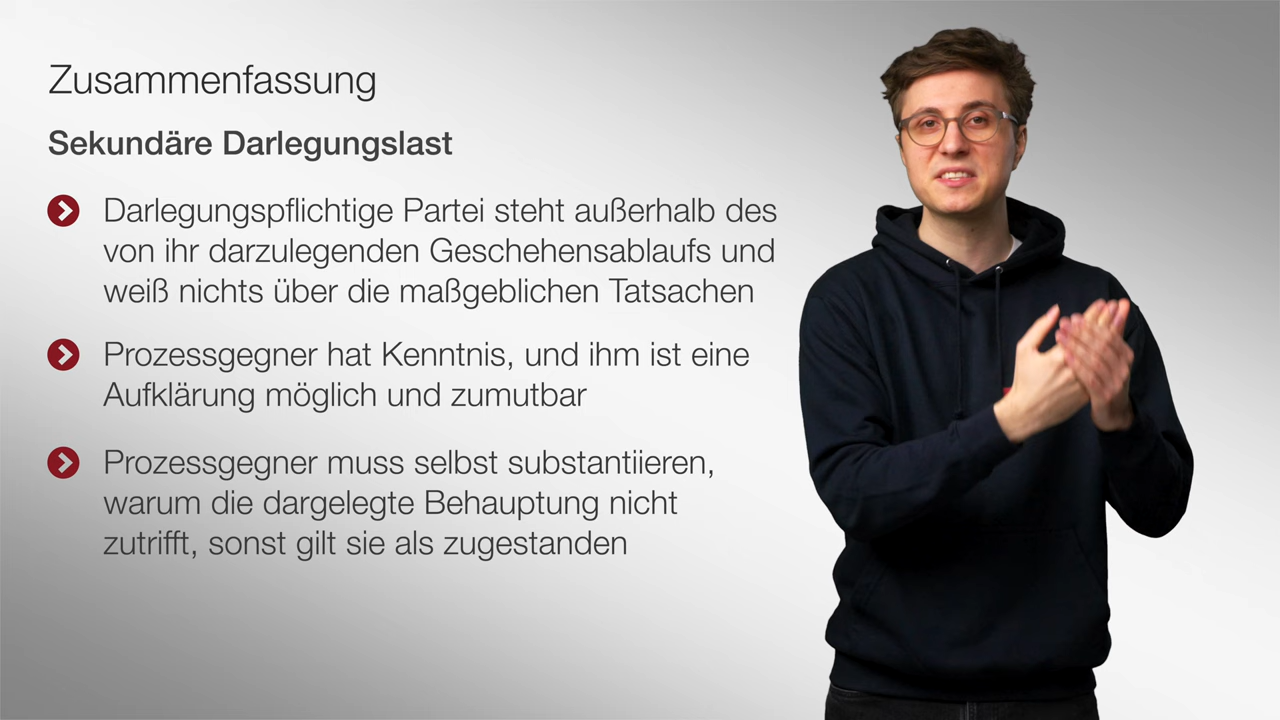 Zusammenfassung
Sekundäre Darlegungslast
Darlegungspflichtige Partei steht außerhalb des
von ihr darzulegenden Geschehensablaufs und
weiß nichts über die maßgeblichen Tatsachen
Prozessgegner hat Kenntnis, und ihm ist eine
Aufklärung möglich und zumutbar
Prozessgegner muss selbst substantiieren,
warum die dargelegte Behauptung nicht
zutrifft, sonst gilt sie als zugestanden